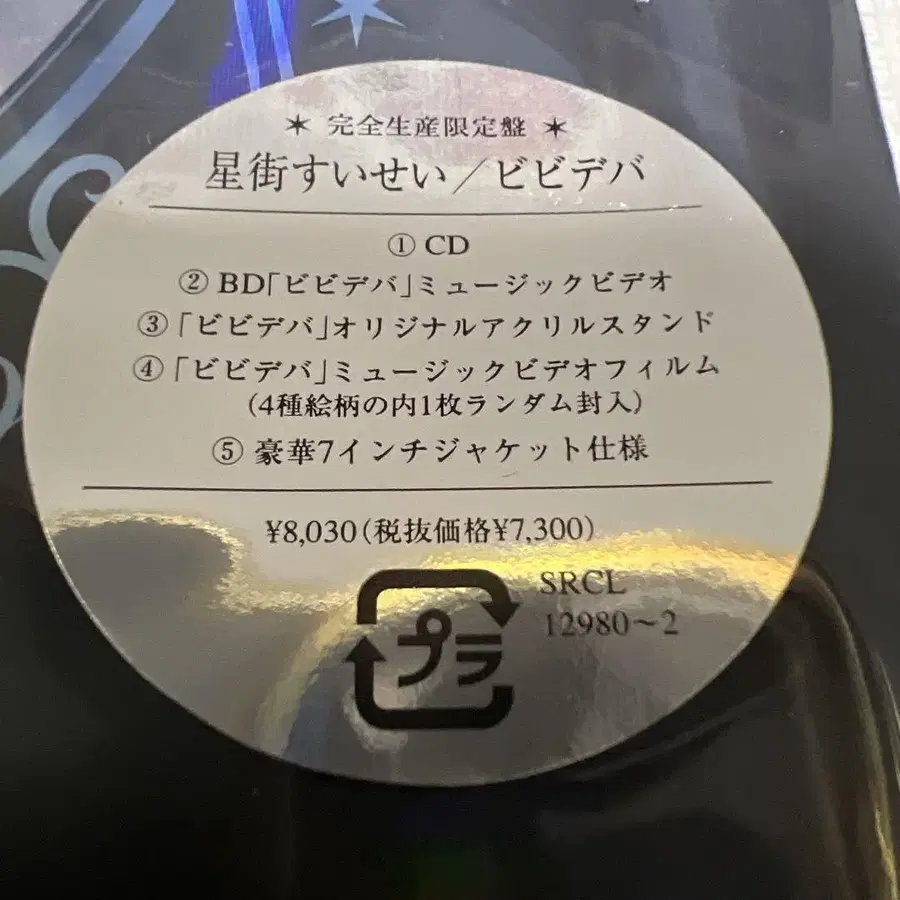 ＊ 完全生産限定盤 ＊
星街すいせい／ビビデバ
① CD
② BD「ビビデバ」ミュージックビデオ
③「ビビデバ」オリジナルアクリルスタンド
④「ビビデバ」ミュージックビデオフィルム
(4種絵柄の内1枚ランダム封入)
⑤ 豪華7インチジャケット仕様
¥8,030(税抜価格¥7,300)
SRCL
12980～2
プラ